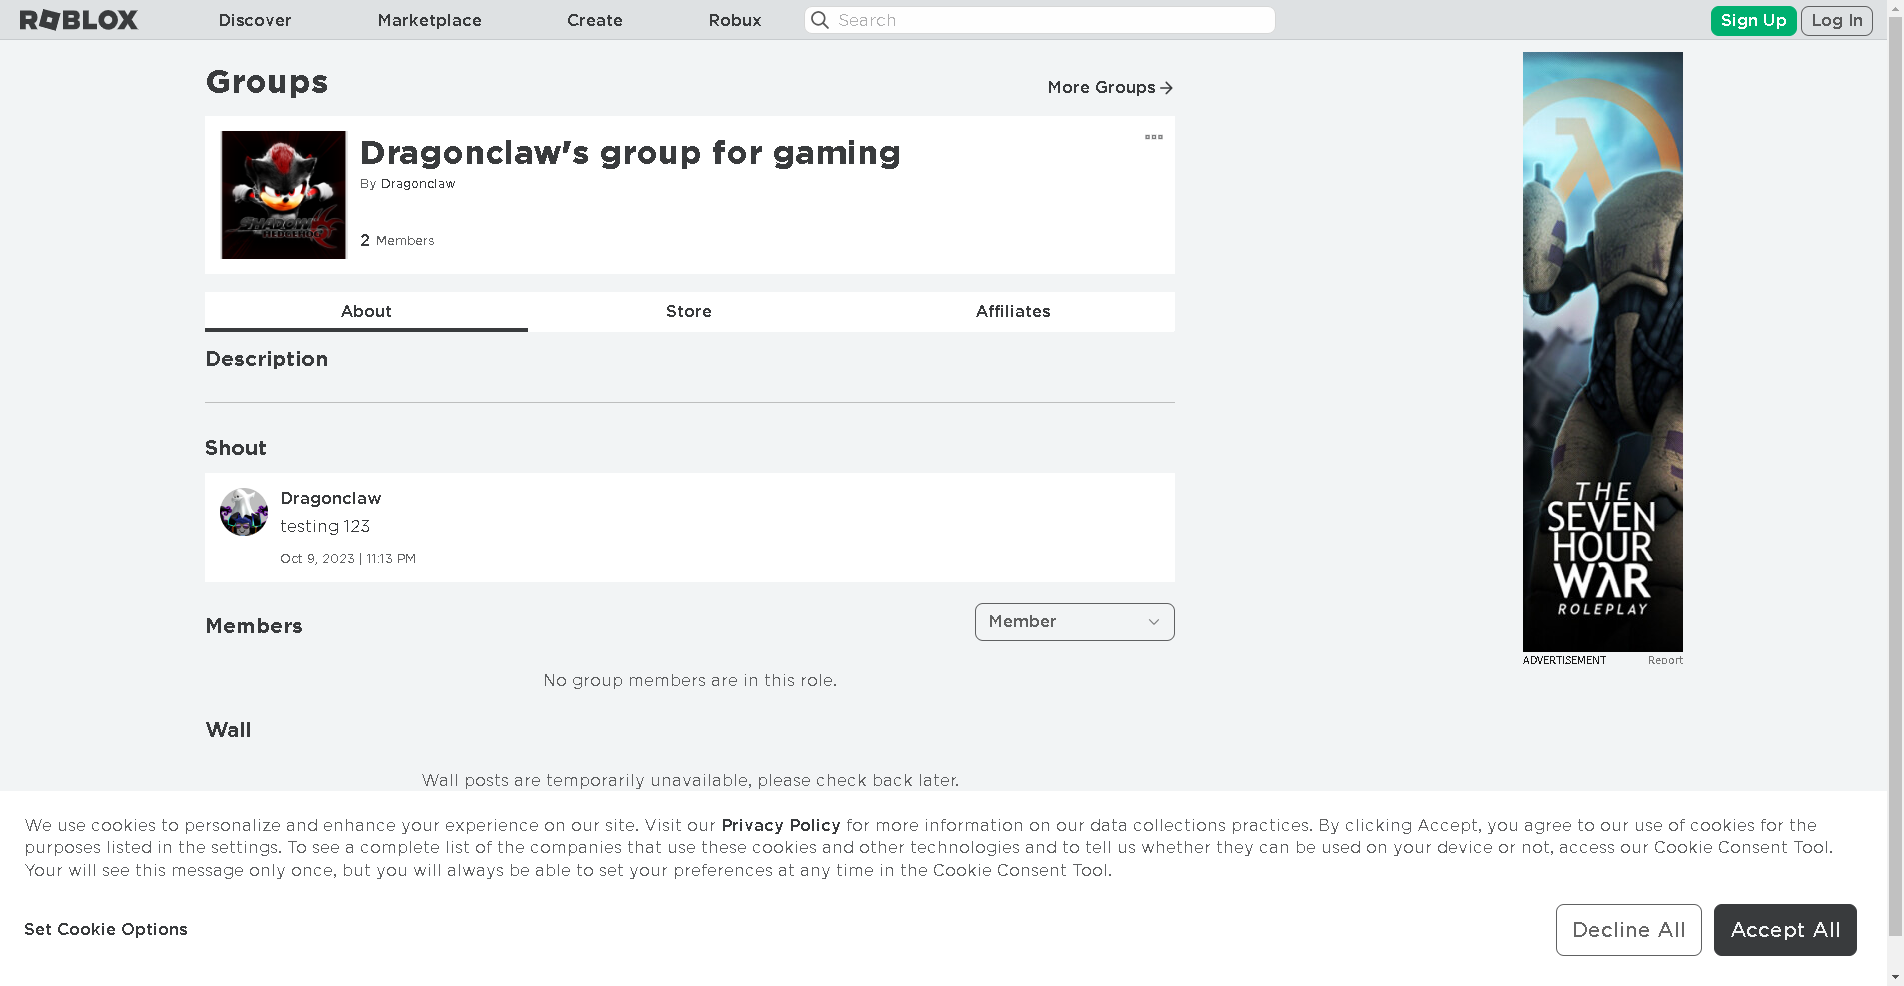 ROBLOX Discover Marketplace Create Robux Search Sign Up Log In
Groups
More Groups
Dragonclaw's group for gaming
By Dragonclaw
2 Members
SHADOW
THE HEDGEHOG
About Store Affiliates
Description
Shout
Dragonclaw
testing 123
Oct 9, 2023 | 11:13 PM
Members
Member
No group members are in this role.
Wall
Wall posts are temporarily unavailable, please check back later.
THE
SEVEN
HOUR
WAR
ROLEPLAY
ADVERTISEMENT Report
We use cookies to personalize and enhance your experience on our site. Visit our Privacy Policy for more information on our data collections practices. By clicking Accept, you agree to our use of cookies for the
purposes listed in the settings. To see a complete list of the companies that use these cookies and other technologies and to tell us whether they can be used on your device or not, access our Cookie Consent Tool.
Your will see this message only once, but you will always be able to set your preferences at any time in the Cookie Consent Tool.
Set Cookie Options
Decline All Accept All